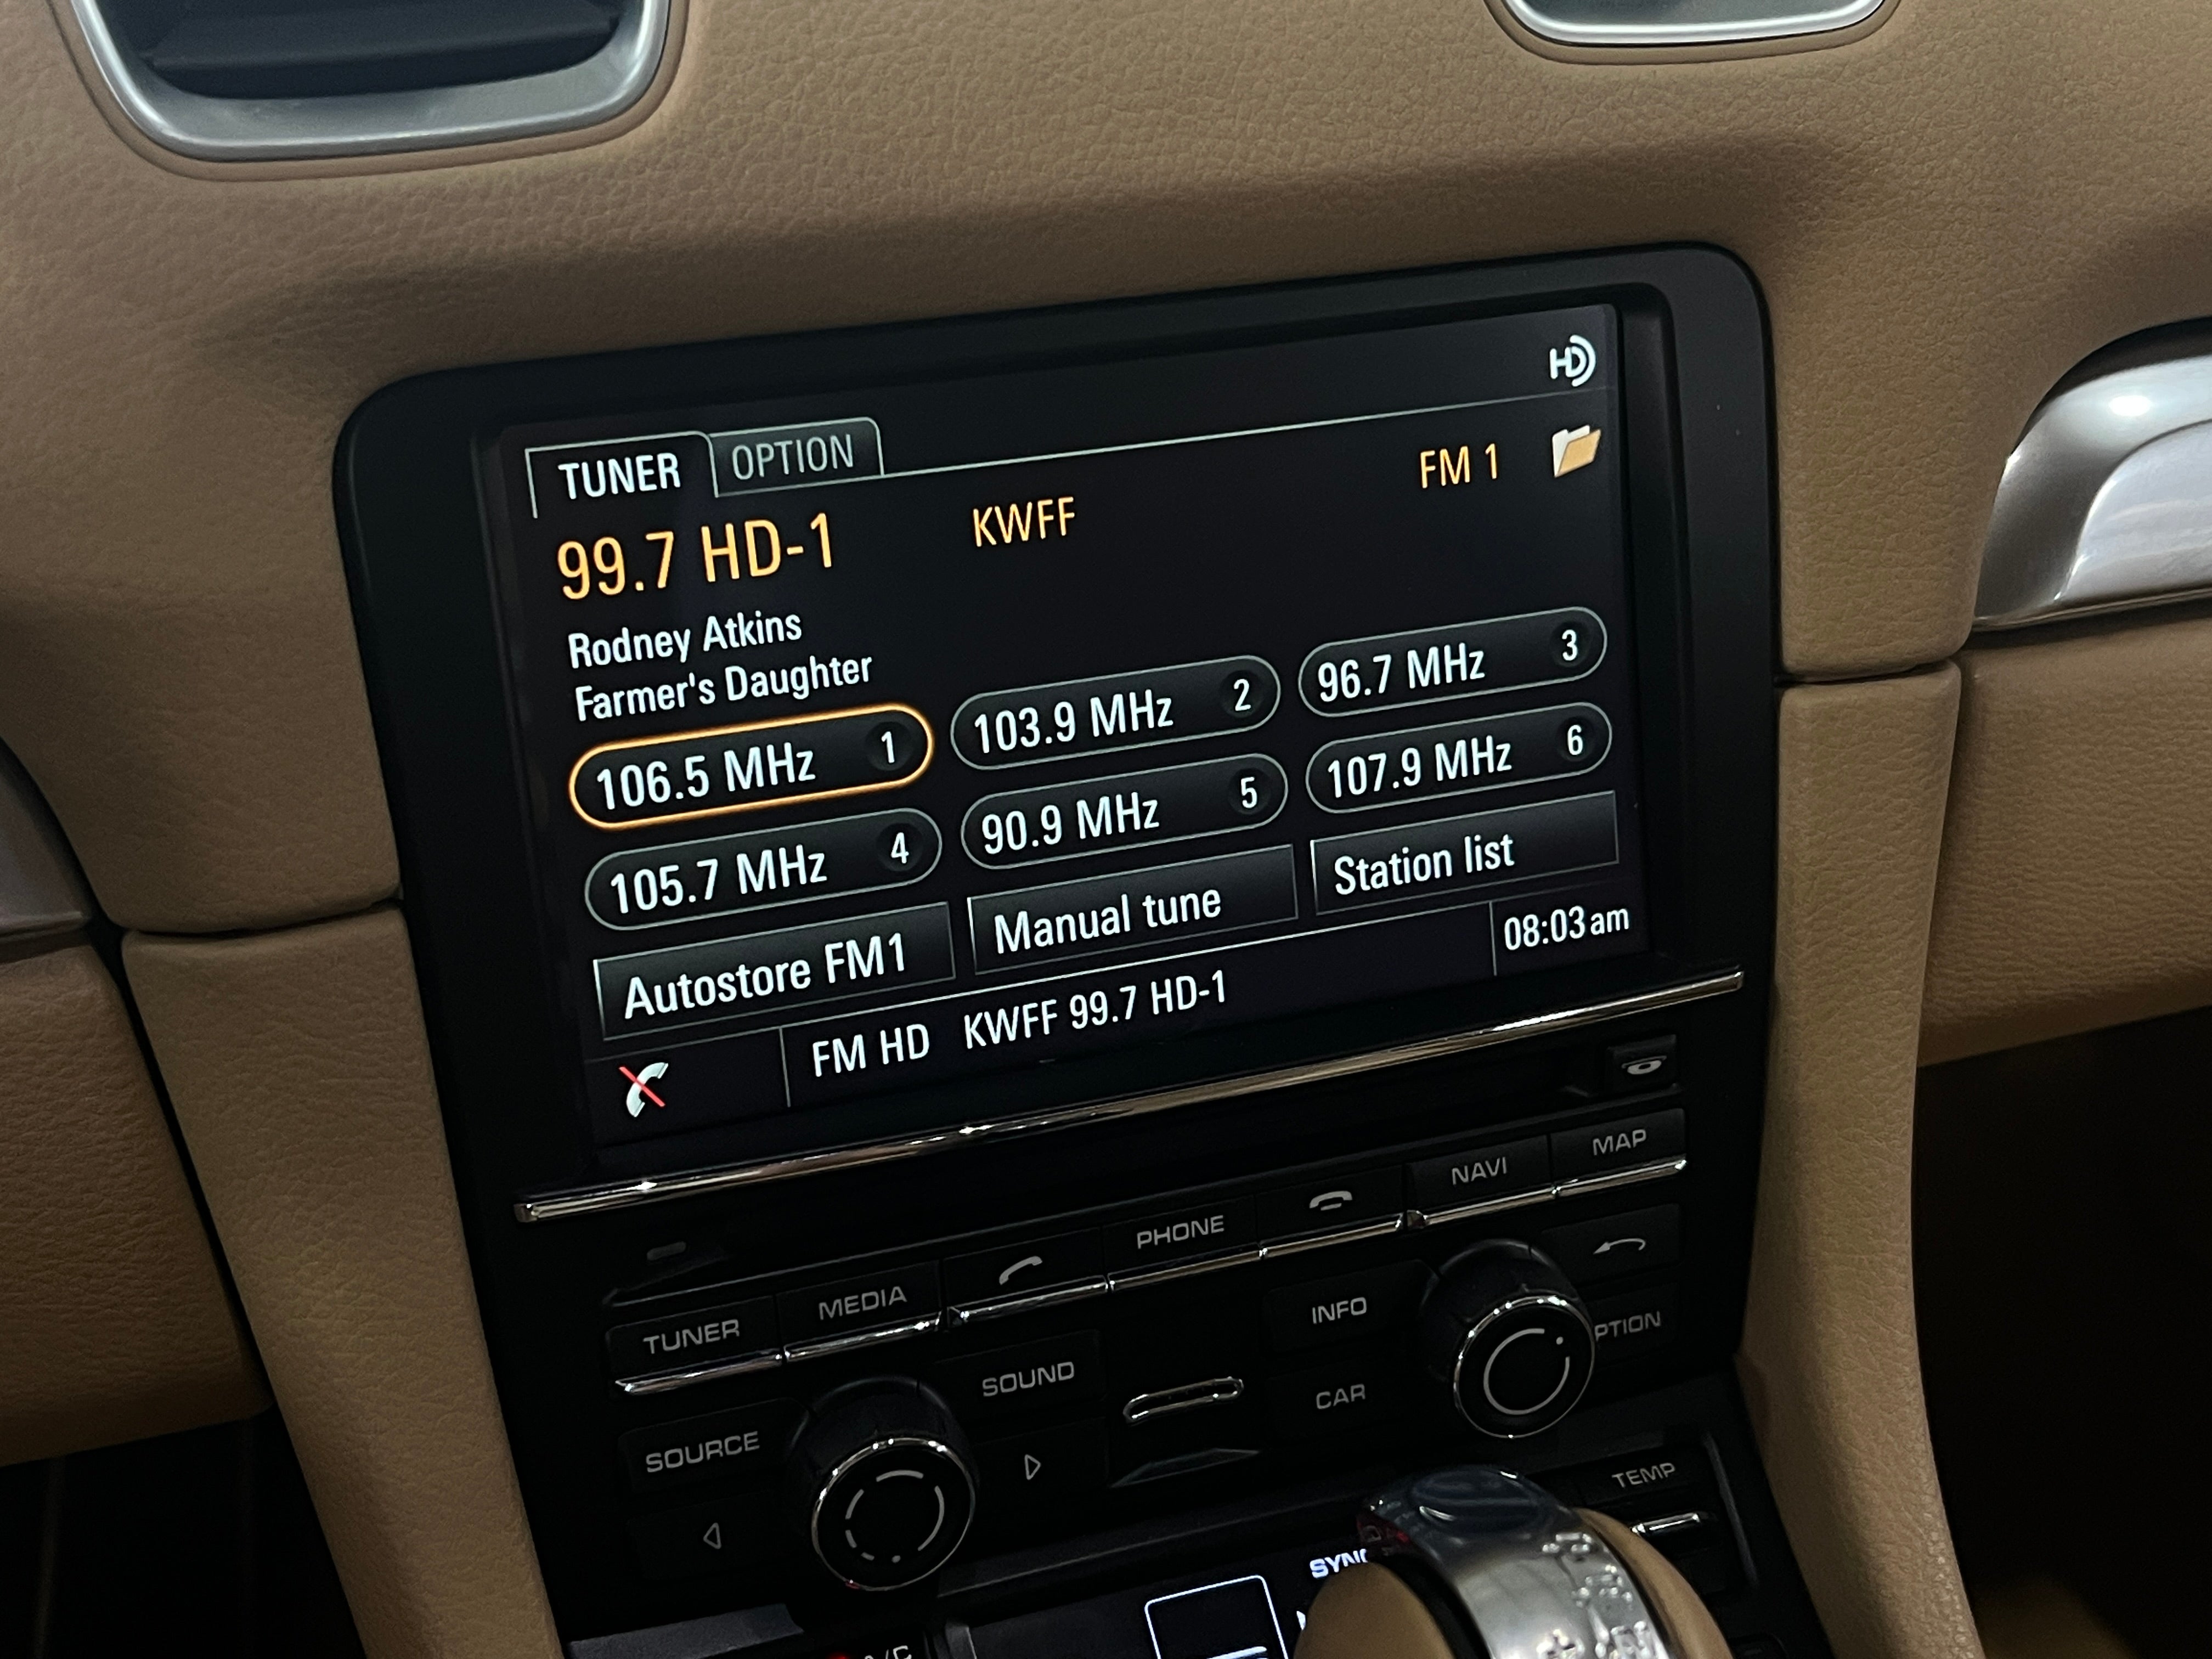 HD
TUNER OPTION
99.7 HD-1 KWFF FM 1
Rodney Atkins
Farmer's Daughter
106.5 MHz 1 103.9 MHz 2 96.7 MHz 3
105.7 MHz 4 90.9 MHz 5 107.9 MHz 6
Autostore FM1 Manual tune Station list
FM HD KWFF 99.7 HD-1 08:03am
TUNER MEDIA PHONE NAVI MAP
SOURCE SOUND INFO PTION
CAR
TEMP
SYNC
A/C